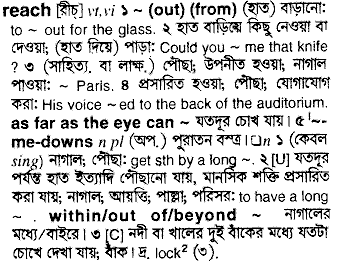 reach [রীচ] vt,vi ১ ~ (out) (from) (হাত) বাড়ানো:
to ~ out for the glass. ২ হাত বাড়িয়ে কিছু নেওয়া বা
দেওয়া; (হাত দিয়ে) পাড়া: Could you ~ me that knife
? ৩ (সাহিত্য. বা লাক্ষ.) পৌছা; উপনীত হওয়া; নাগাল
পাওয়া: ~ Paris. ৪ প্রসারিত হওয়া; পৌছা; যোগাযোগ
করা: His voice ~ed to the back of the auditorium.
as far as the eye can ~ যতদূর চোখ যায়। ৫ '~-
me-downs n pl (অপ.) পুরাতন বস্ত্র। □n ১ (কেবল
sing) নাগাল; পৌছা: get sth by a long ~. ২ [U] যতদূর
পর্যন্ত হাত ইত্যাদি পৌছানো যায়, মানসিক শক্তি প্রসারিত
করা যায়; নাগাল, আয়ত্তি, পাল্লা; পরিসর: to have a long
~ . within/out of/beyond ~ নাগালের
মধ্যে/বাইরে। ৩ [C] নদী বা খালের দুই বাঁকের মধ্যে যতটা
চোখে দেখা যায়; বাঁক। দ্র. lock² (৩).